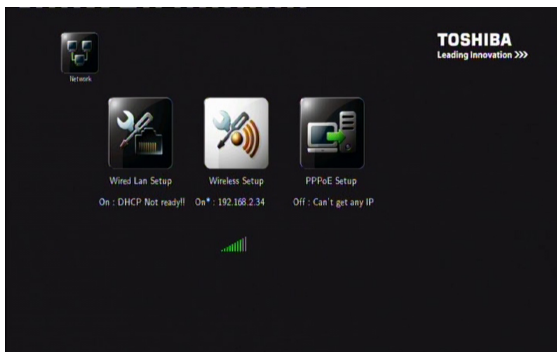 TOSHIBA
Leading Innovation >>>
Network
Wired Lan Setup
Wireless Setup
PPPoE Setup
On : DHCP Not ready!!
On* : 192.168.2.34
Off : Can't get any IP